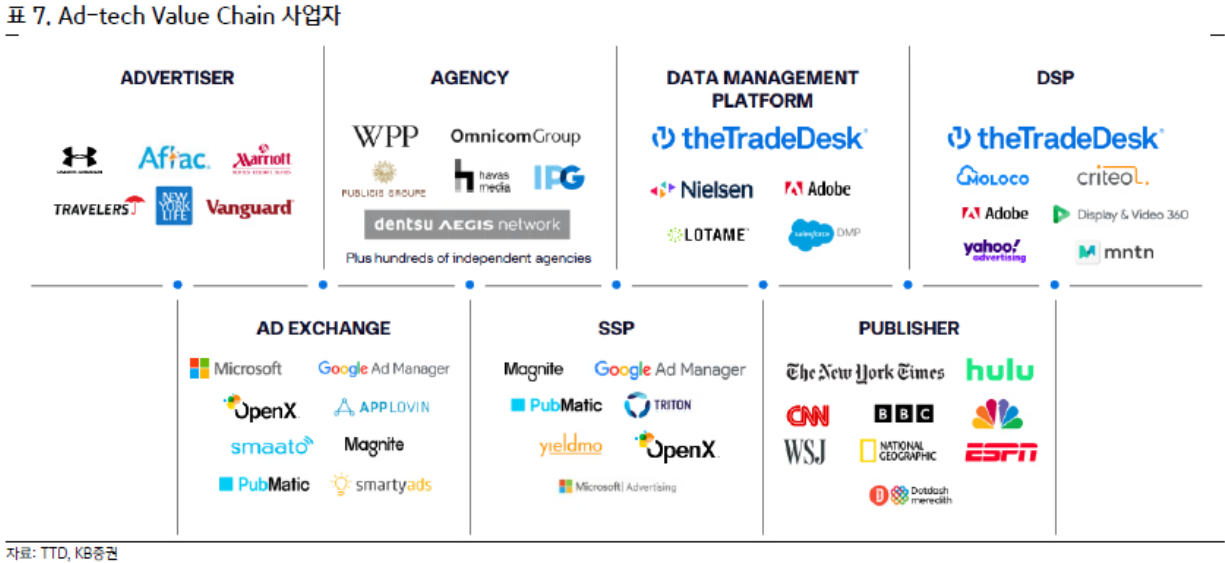 표 7. Ad-tech Value Chain 사업자
ADVERTISER
UNDER ARMOUR
Aflac.
Marriott
TRAVELERS
NEW YORK LIFE
Vanguard
AGENCY
WPP
OmnicomGroup
PUBLICIS GROUPE
havas media
IPG
dentsu AEGIS network
Plus hundreds of independent agencies
DATA MANAGEMENT
PLATFORM
theTradeDesk
Nielsen
Adobe
LOTAME
salesforce DMP
DSP
theTradeDesk
MOLOCO
criteo.
Adobe
Display & Video 360
yahoo!
advertising
mntn
AD EXCHANGE
Microsoft
Google Ad Manager
OpenX
APPLOVIN
smaato
Magnite
PubMatic
smartyads
SSP
Magnite
Google Ad Manager
PubMatic
TRITON
yieldmo
OpenX
Microsoft | Advertising
PUBLISHER
The New York Times
hulu
CNN
BBC
WSJ
NATIONAL
GEOGRAPHIC
ESPN
D
Dotdash
meredith
자료: TTD, KB증권